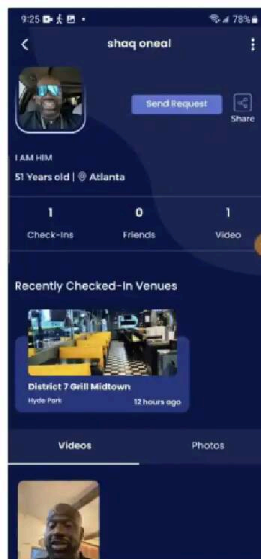 9:25
78%
shaq oneal
Send Request
Share
I AM HIM
51 Years old | Atlanta
1 0 1
Check-Ins Friends Video
Recently Checked-In Venues
District 7 Grill Midtown
Hyde Park 12 hours ago
Videos Photos